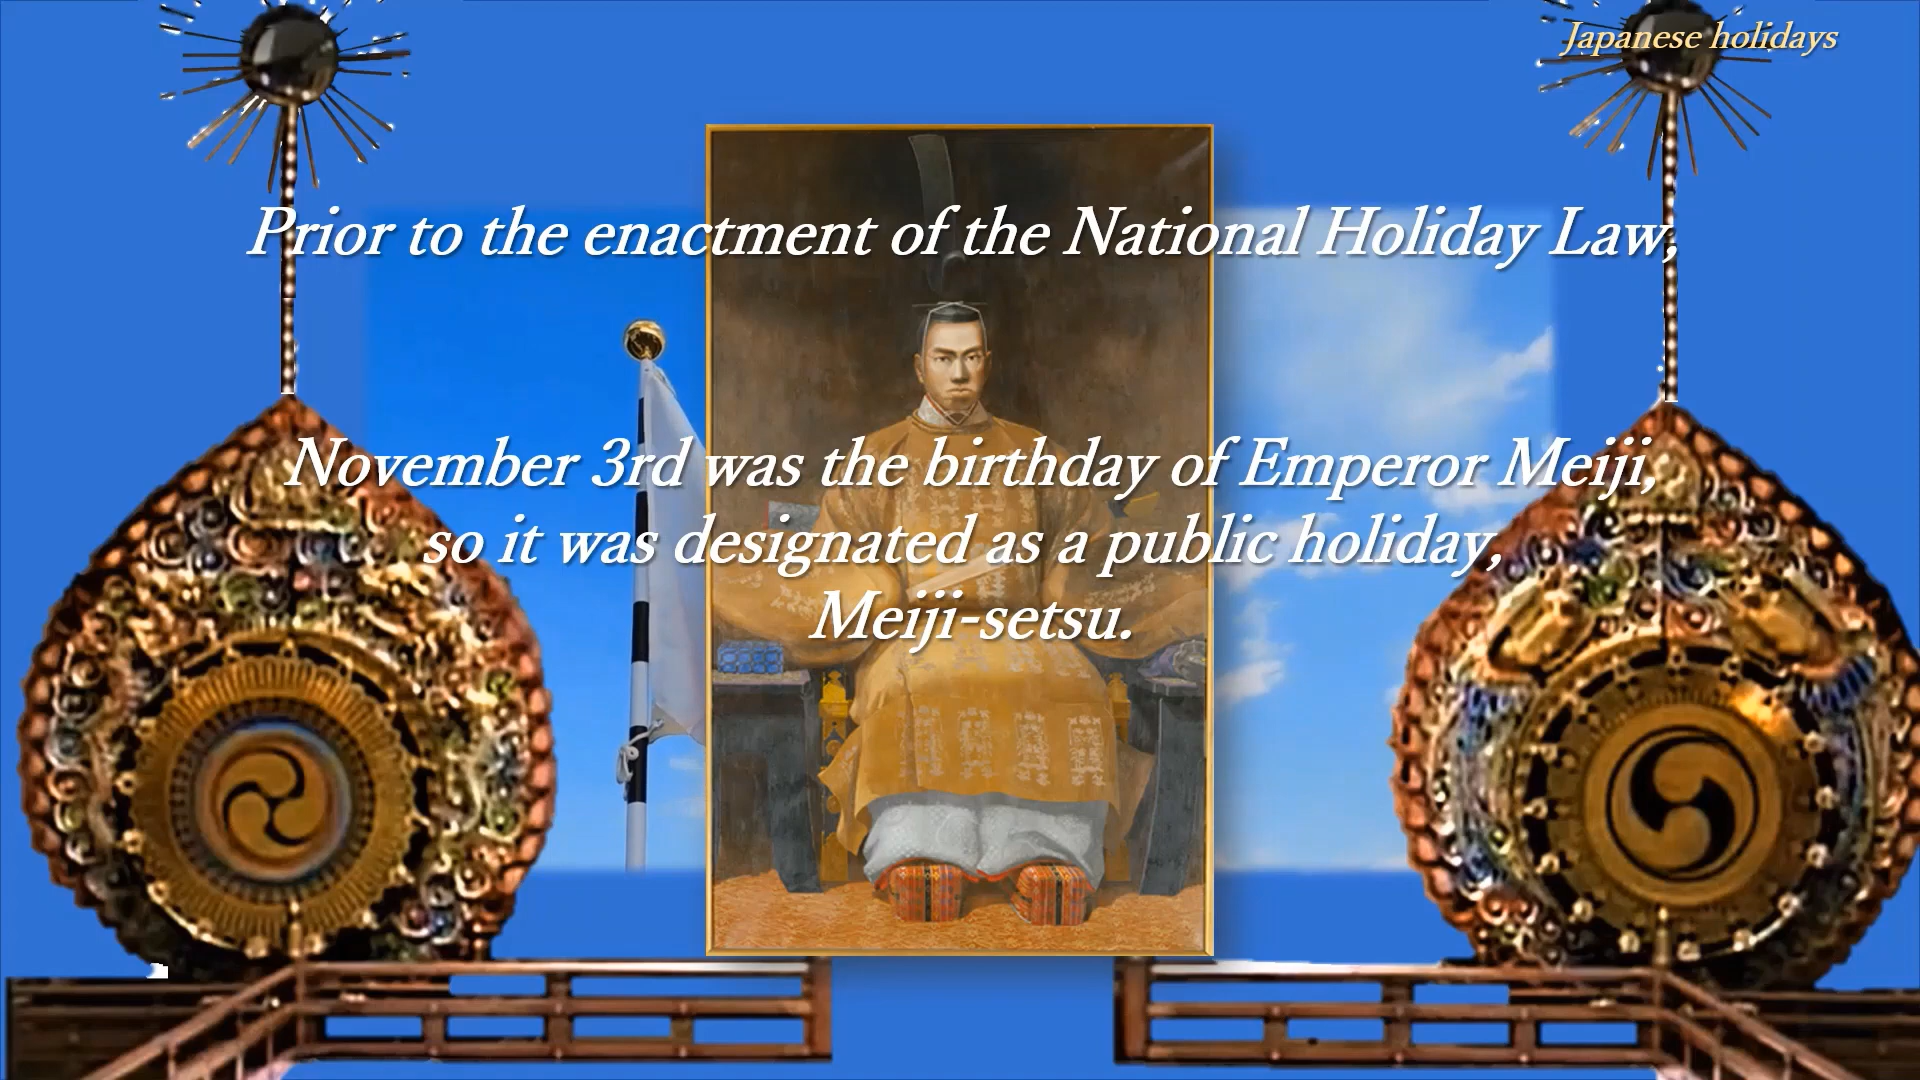 Japanese holidays
Prior to the enactment of the National Holiday Law,
November 3rd was the birthday of Emperor Meiji,
so it was designated as a public holiday,
Meiji-setsu.